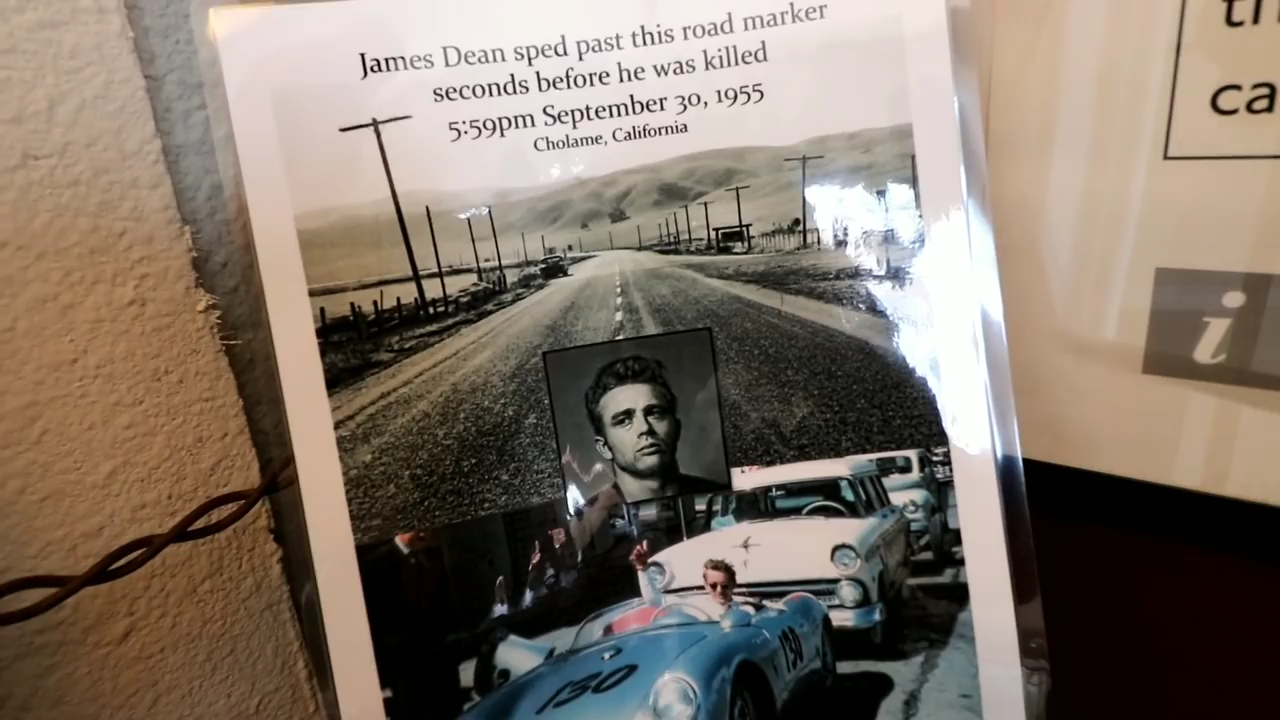 James Dean sped past this road marker
seconds before he was killed
5:59pm September 30, 1955
Cholame, California
130
130
i
ca